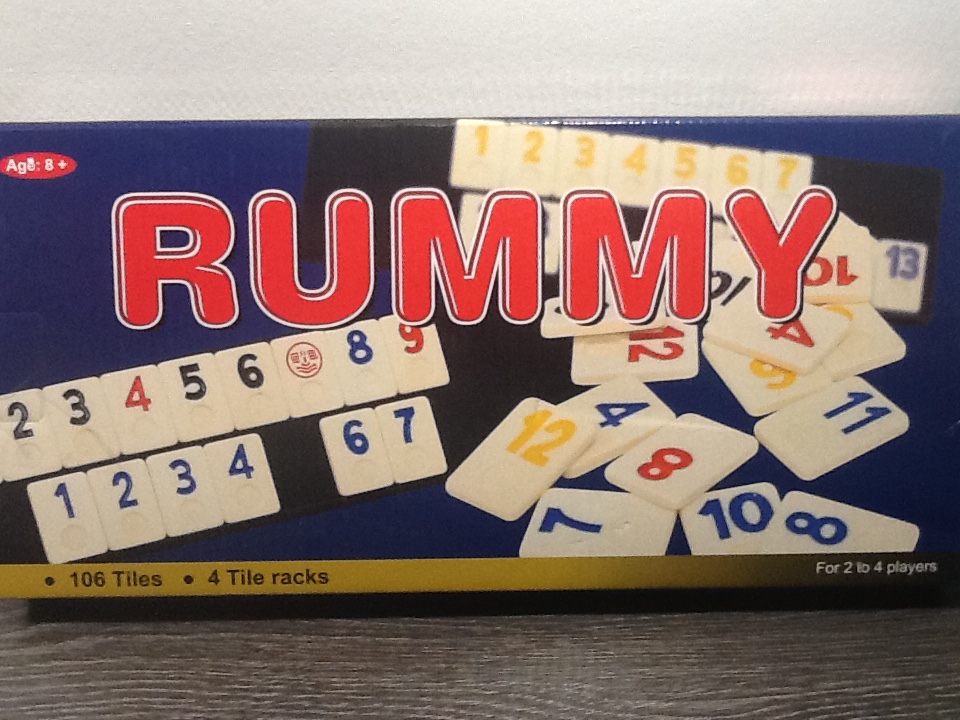 Age: 8 +
1 2 3 4 5 6 7
RUMMY
13
10
12
4
9
2 3 4 5 6 8 9
11
6 7
12 4
8
1 2 3 4
7
10 8
• 106 Tiles • 4 Tile racks
For 2 to 4 players